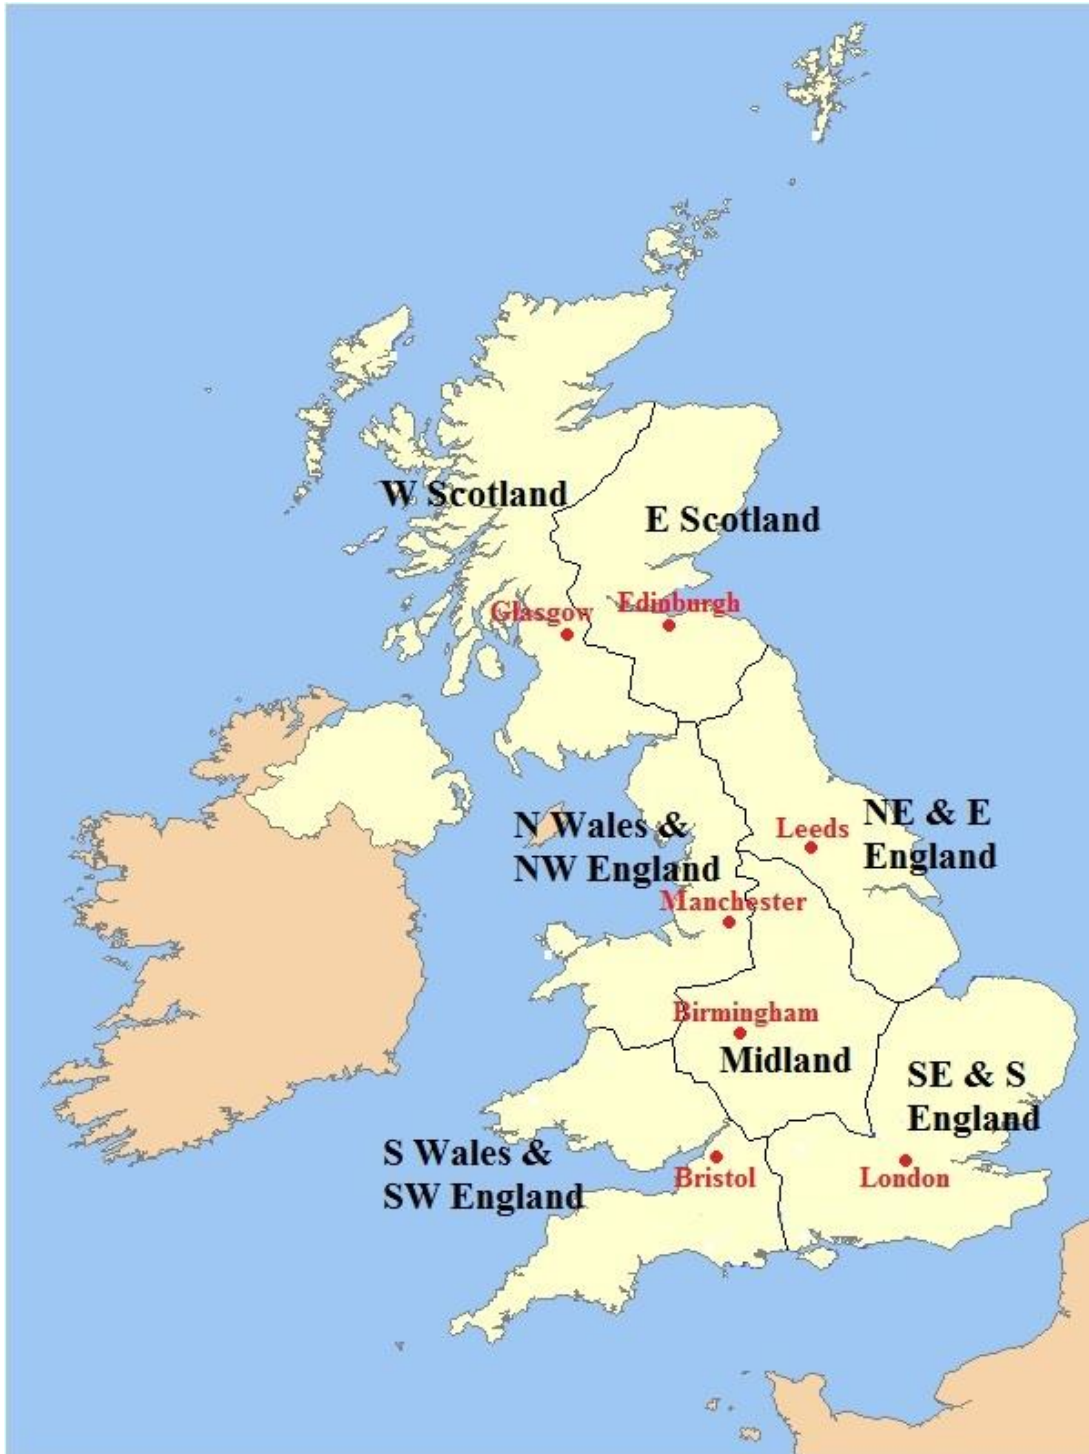 W Scotland
E Scotland
Glasgow
Edinburgh
N Wales &
NW England
Leeds
NE & E
England
Manchester
Birmingham
Midland
SE & S
England
S Wales &
SW England
Bristol
London